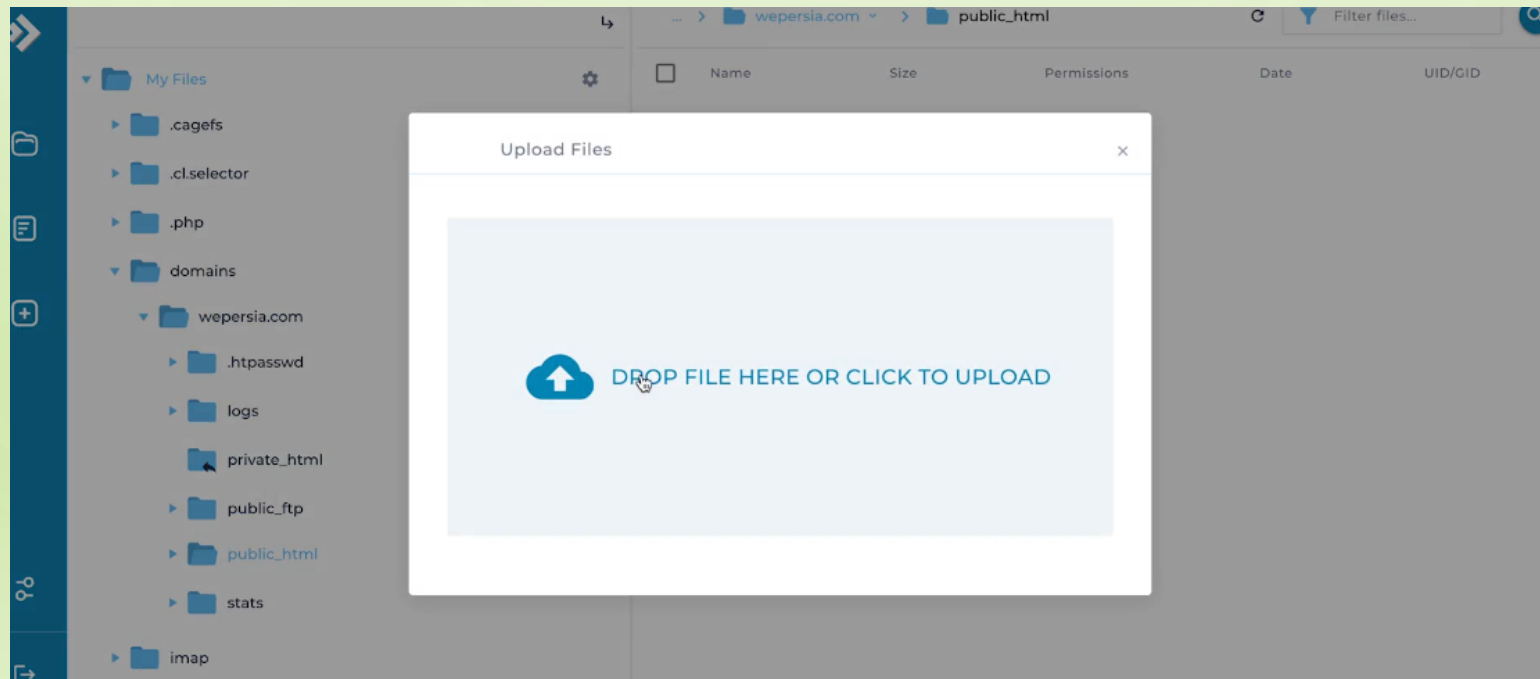 ... > wepersia.com > public_html
Filter files...
My Files
Name Size Permissions Date UID/GID
.cagefs
.cl.selector
.php
domains
wepersia.com
.htpasswd
logs
private_html
public_ftp
public_html
stats
imap
Upload Files
DROP FILE HERE OR CLICK TO UPLOAD